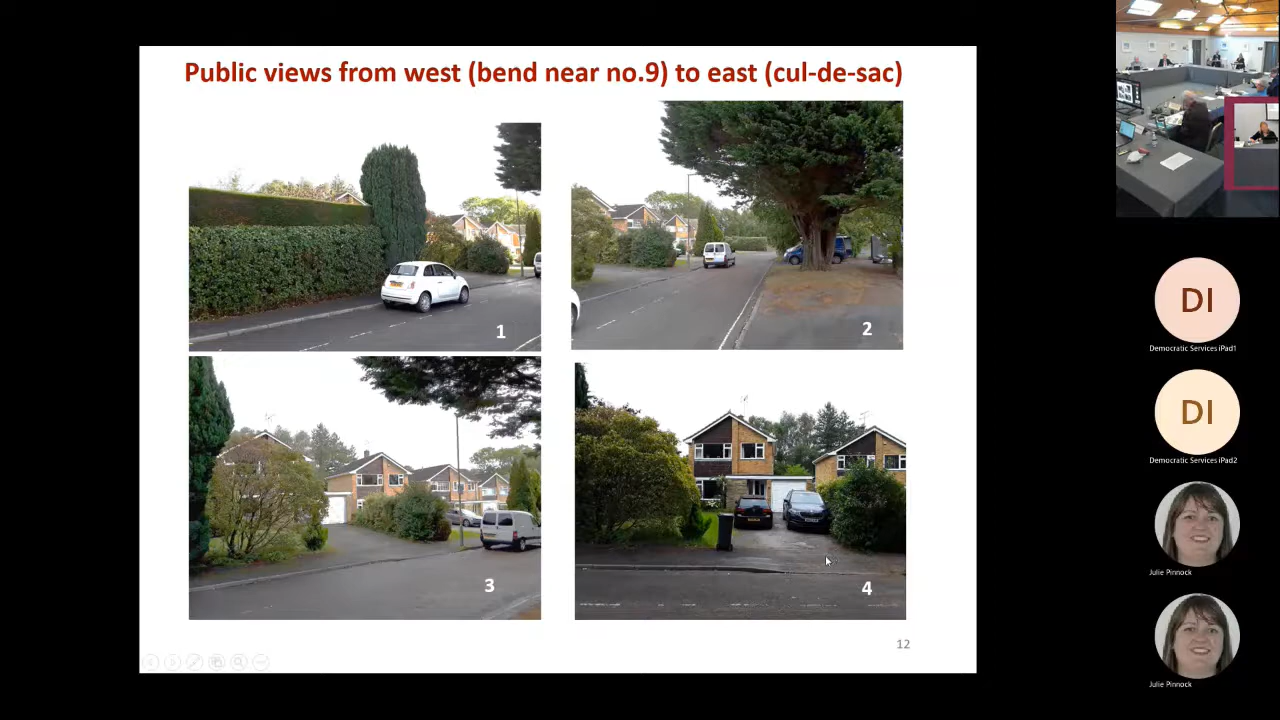 Public views from west (bend near no.9) to east (cul-de-sac)
1
2
3
4
12
DI
Democratic Services iPad1
DI
Democratic Services iPad2
Julie Pinnock
Julie Pinnock